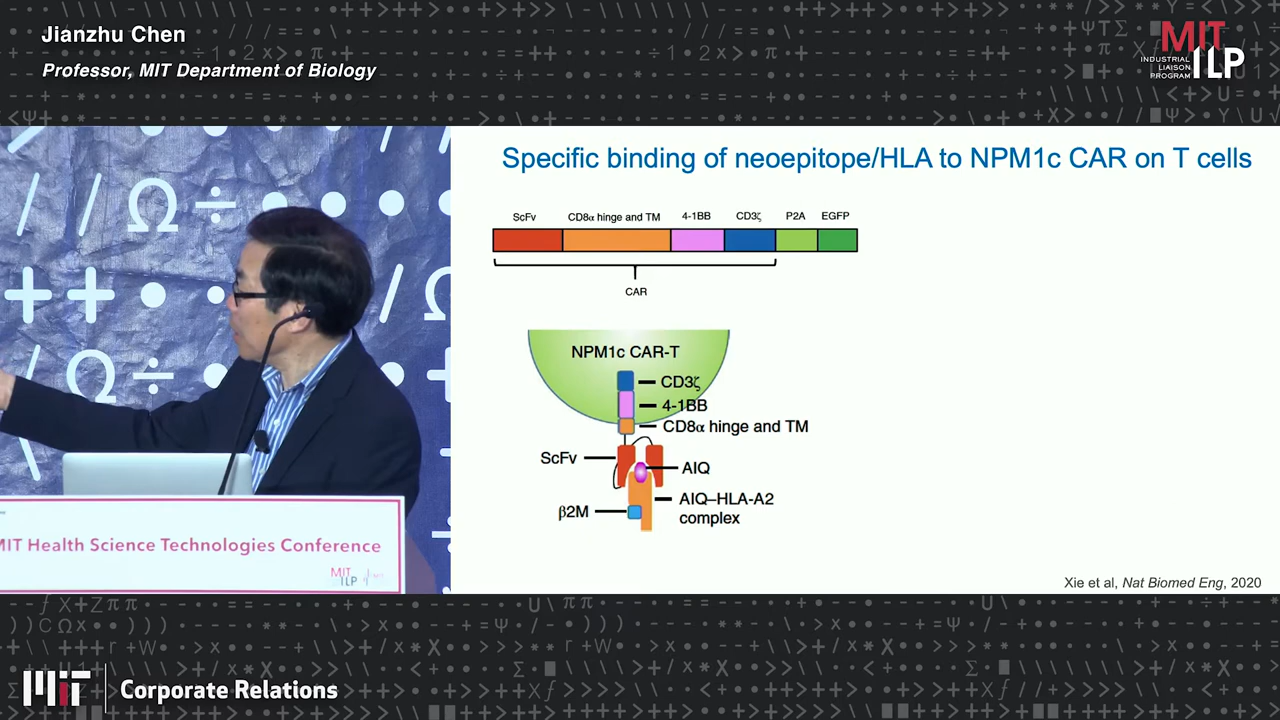 Jianzhu Chen
Professor, MIT Department of Biology
MIT
INDUSTRIAL
LIAISON
PROGRAM
ILP
Specific binding of neoepitope/HLA to NPM1c CAR on T cells
ScFv CD8α hinge and TM 4-1BB CD3ζ P2A EGFP
CAR
NPM1c CAR-T
CD3ζ
4-1BB
CD8α hinge and TM
ScFv
AIQ
AIQ–HLA-A2
complex
β2M
Xie et al, Nat Biomed Eng, 2020
MIT Health Science Technologies Conference
MIT
ILP
MIT
Corporate Relations